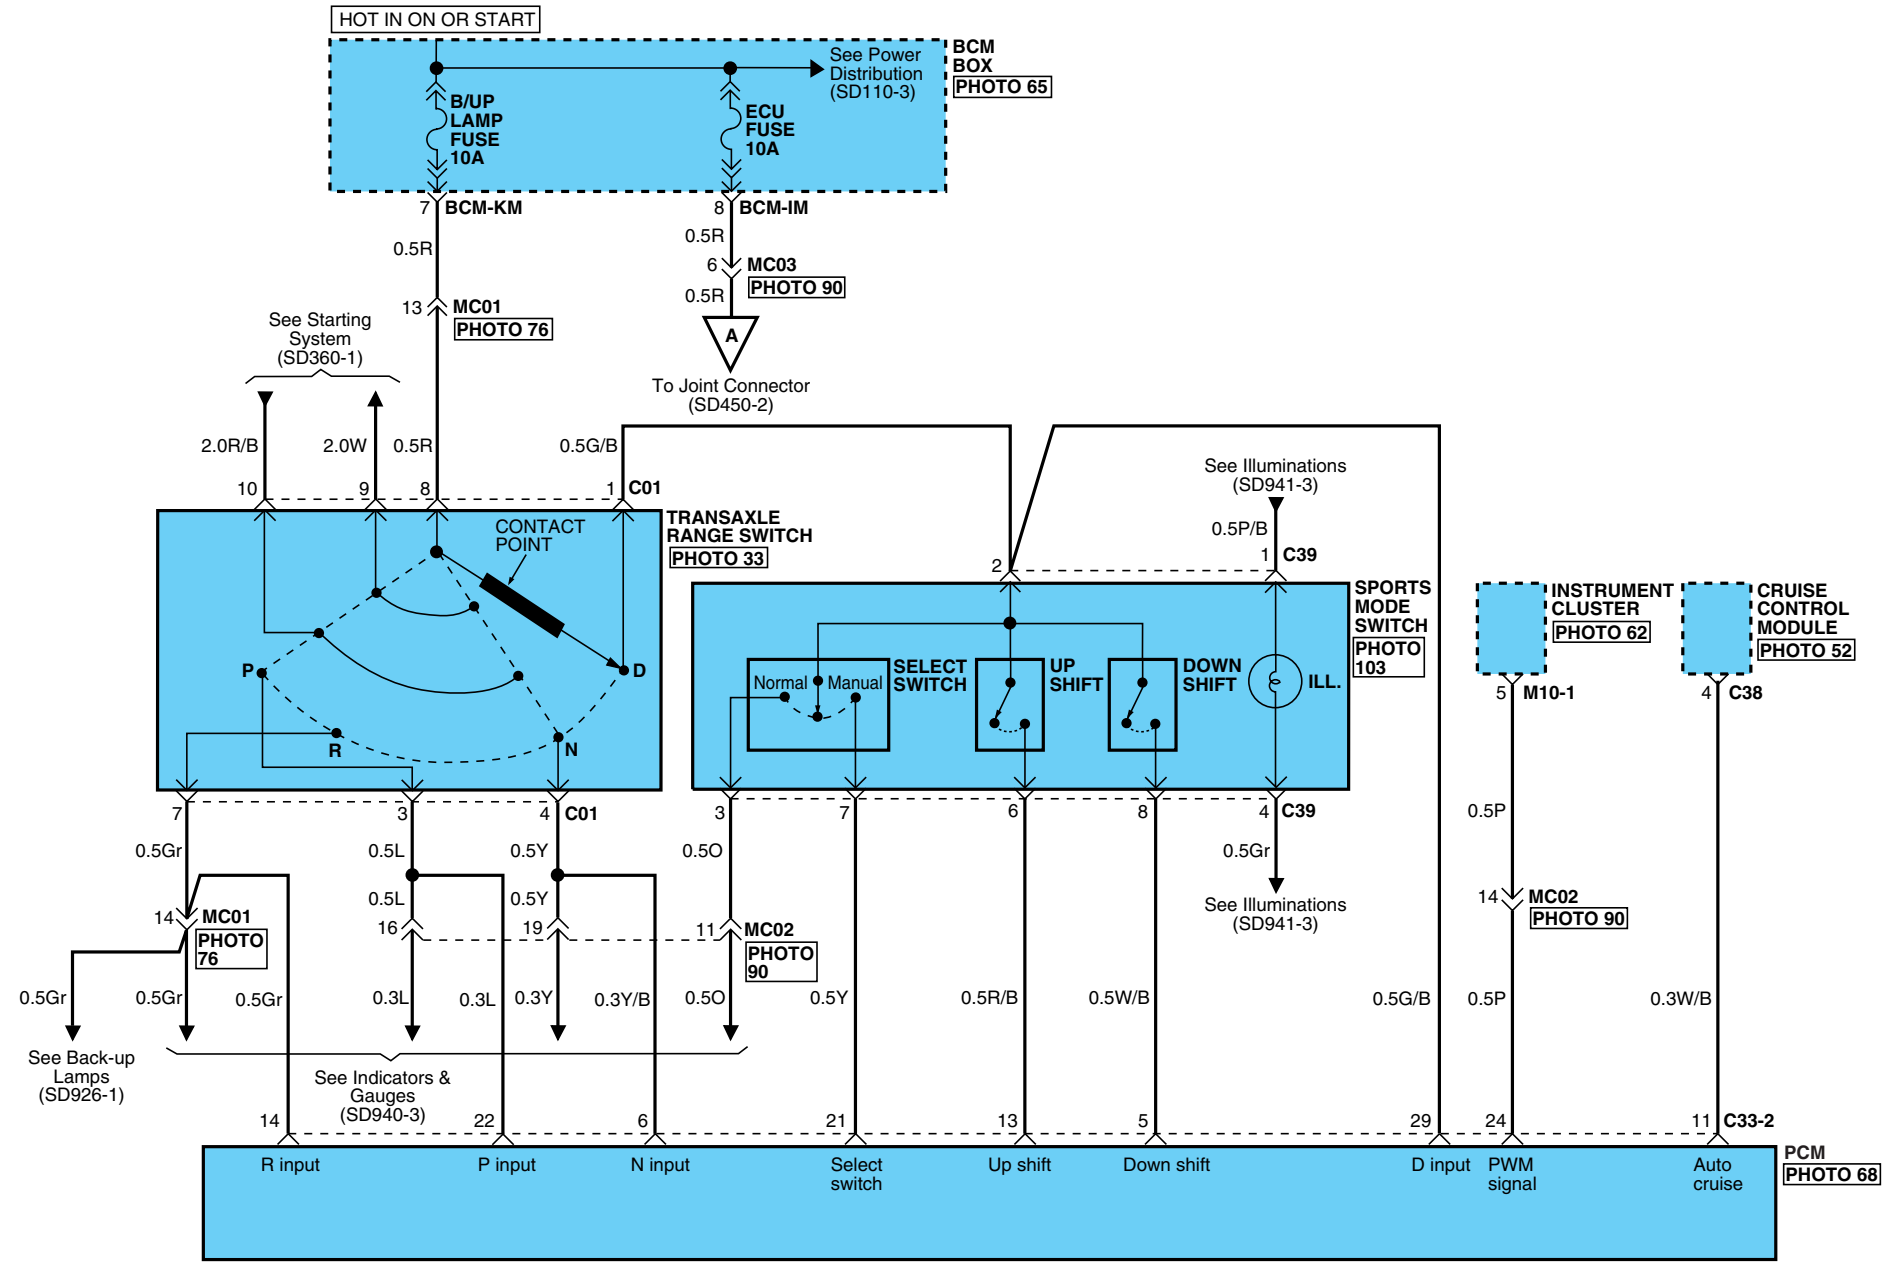 HOT IN ON OR START
See Power
Distribution
(SD110-3)
BCM
BOX
PHOTO 65
B/UP
LAMP
FUSE
10A
ECU
FUSE
10A
7
BCM-KM
8
BCM-IM
0.5R
0.5R
6
MC03
PHOTO 90
0.5R
13
MC01
PHOTO 76
A
To Joint Connector
(SD450-2)
See Starting
System
(SD360-1)
2.0R/B
2.0W
0.5R
0.5G/B
10
9
8
1
C01
CONTACT
POINT
TRANSAXLE
RANGE SWITCH
PHOTO 33
P
R
N
D
See Illuminations
(SD941-3)
0.5P/B
2
1
C39
SPORTS
MODE
SWITCH
PHOTO
103
SELECT
SWITCH
Normal
Manual
UP
SHIFT
DOWN
SHIFT
ILL.
INSTRUMENT
CLUSTER
PHOTO 62
CRUISE
CONTROL
MODULE
PHOTO 52
5
M10-1
4
C38
7
3
4
C01
3
7
6
8
4
C39
0.5Gr
0.5L
0.5Y
0.5O
0.5Gr
0.5P
0.5L
0.5Y
14
MC01
PHOTO
76
16
19
11
MC02
PHOTO
90
See Illuminations
(SD941-3)
14
MC02
PHOTO 90
0.5Gr
0.5Gr
0.5Gr
0.3L
0.3L
0.3Y
0.3Y/B
0.5O
0.5Y
0.5R/B
0.5W/B
0.5G/B
0.5P
0.3W/B
See Back-up
Lamps
(SD926-1)
See Indicators &
Gauges
(SD940-3)
14
22
6
21
13
5
29
24
11
C33-2
R input
P input
N input
Select
switch
Up shift
Down shift
D input
PWM
signal
Auto
cruise
PCM
PHOTO 68